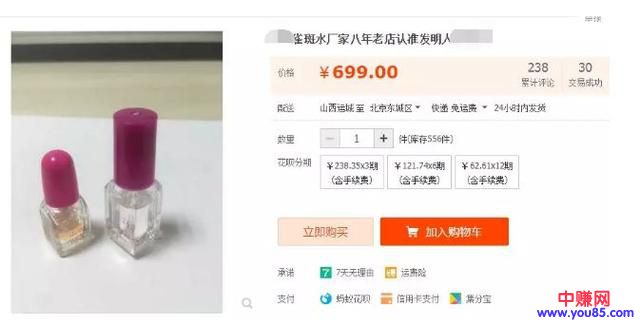 雀斑水厂家八年老店认准发明人
价格 ￥699.00 238 累计评论 30 交易成功
配送 山西运城 至 北京东城区 快递 免运费 24小时内发货
数量 1 件(库存556件)
花呗分期 ￥238.35x3期 (含手续费) ￥121.74x6期 (含手续费) ￥62.61x12期 (含手续费)
立即购买 加入购物车
承诺 7 7天无理由 运费险
支付 蚂蚁花呗 信用卡支付 集分宝
中赚网
www.you85.com